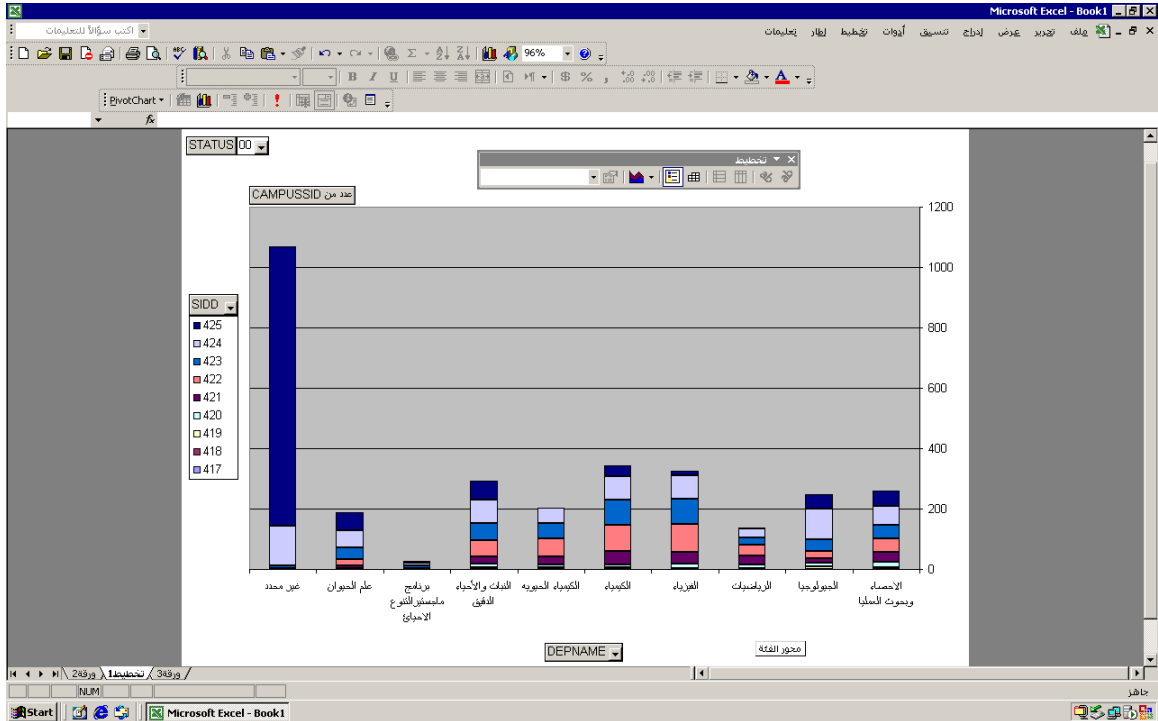 Microsoft Excel - Book1
ملف تحرير عرض إدراج تنسيق أدوات تخطيط إطار تعليمات
اكتب سؤالاً للتعليمات
96%
PivotChart
fx
STATUS 00
تخطيط
عدد من CAMPUSSID
1200
1000
800
600
400
200
0
SIDD
425
424
423
422
421
420
419
418
417
الاحصاء وبحوث العمليا
الجيولوجيا
الرياضيات
الفيزياء
الكيمياء
الكيمياء الحيويه
النبات والأحياء الدقيق
برنامج ماجستير التنوع الاحيائ
علم الحيوان
غير محدد
DEPNAME
محور الفئة
ورقة2 تخطيط1 ورقة3
NUM
جاهز
Start
Microsoft Excel - Book1